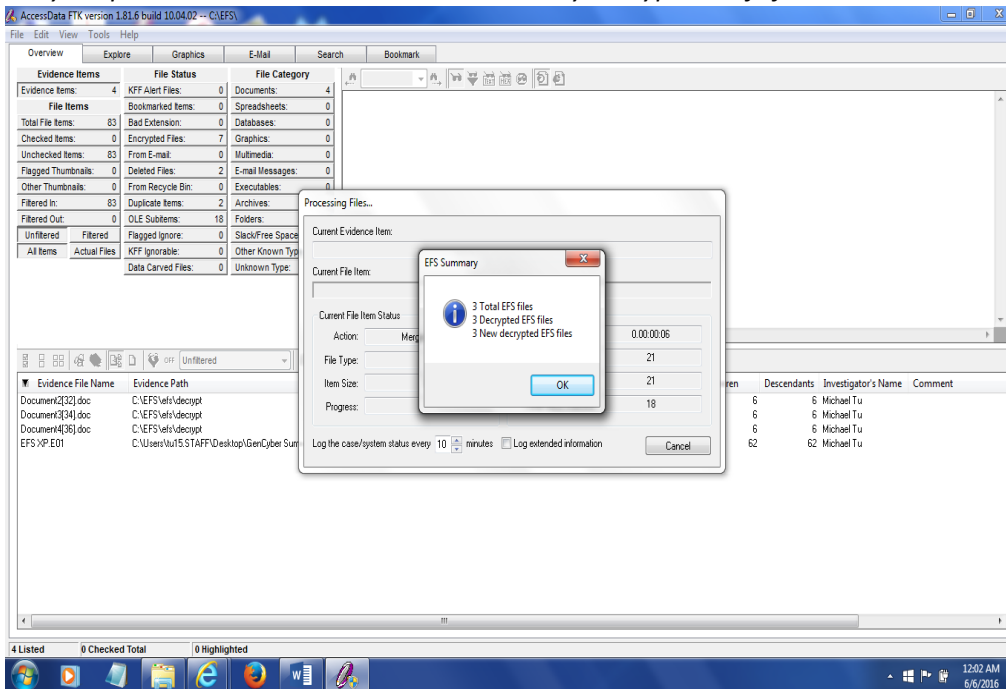 AccessData FTK version 1.81.6 build 10.04.02 -- C:\EFS\
File Edit View Tools Help
Overview Explore Graphics E-Mail Search Bookmark
Evidence Items File Status File Category
Evidence Items: 4 KFF Alert Files: 0 Documents: 4
File Items Bookmarked Items: 0 Spreadsheets: 0
Total File Items: 83 Bad Extension: 0 Databases: 0
Checked Items: 0 Encrypted Files: 7 Graphics: 0
Unchecked Items: 83 From E-mail: 0 Multimedia: 0
Flagged Thumbnails: 0 Deleted Files: 2 E-mail Messages: 0
Other Thumbnails: 0 From Recycle Bin: 0 Executables: 0
Filtered In: 83 Duplicate Items: 2 Archives:
Filtered Out: 0 OLE Subitems: 18 Folders:
Unfiltered Filtered Flagged Ignore: 0 Slack/Free Space
All Items Actual Files KFF Ignorable: 0 Other Known Typ
Data Carved Files: 0 Unknown Type:
Processing Files...
Current Evidence Item:
Current File Item:
Current File Item Status
Action: Merg 0.00:00:06
File Type: 21
Item Size: 21
Progress: 18
Log the case/system status every 10 minutes Log extended information Cancel
EFS Summary
3 Total EFS files
3 Decrypted EFS files
3 New decrypted EFS files
OK
OFF Unfiltered
Evidence File Name Evidence Path ren Descendants Investigator's Name Comment
Document2[32].doc C:\EFS\efs\decrypt 6 6 Michael Tu
Document3[34].doc C:\EFS\efs\decrypt 6 6 Michael Tu
Document4[36].doc C:\EFS\efs\decrypt 6 6 Michael Tu
EFS XP.E01 C:\Users\tu15.STAFF\Desktop\GenCyber Sum 62 62 Michael Tu
4 Listed 0 Checked Total 0 Highlighted
12:02 AM
6/6/2016